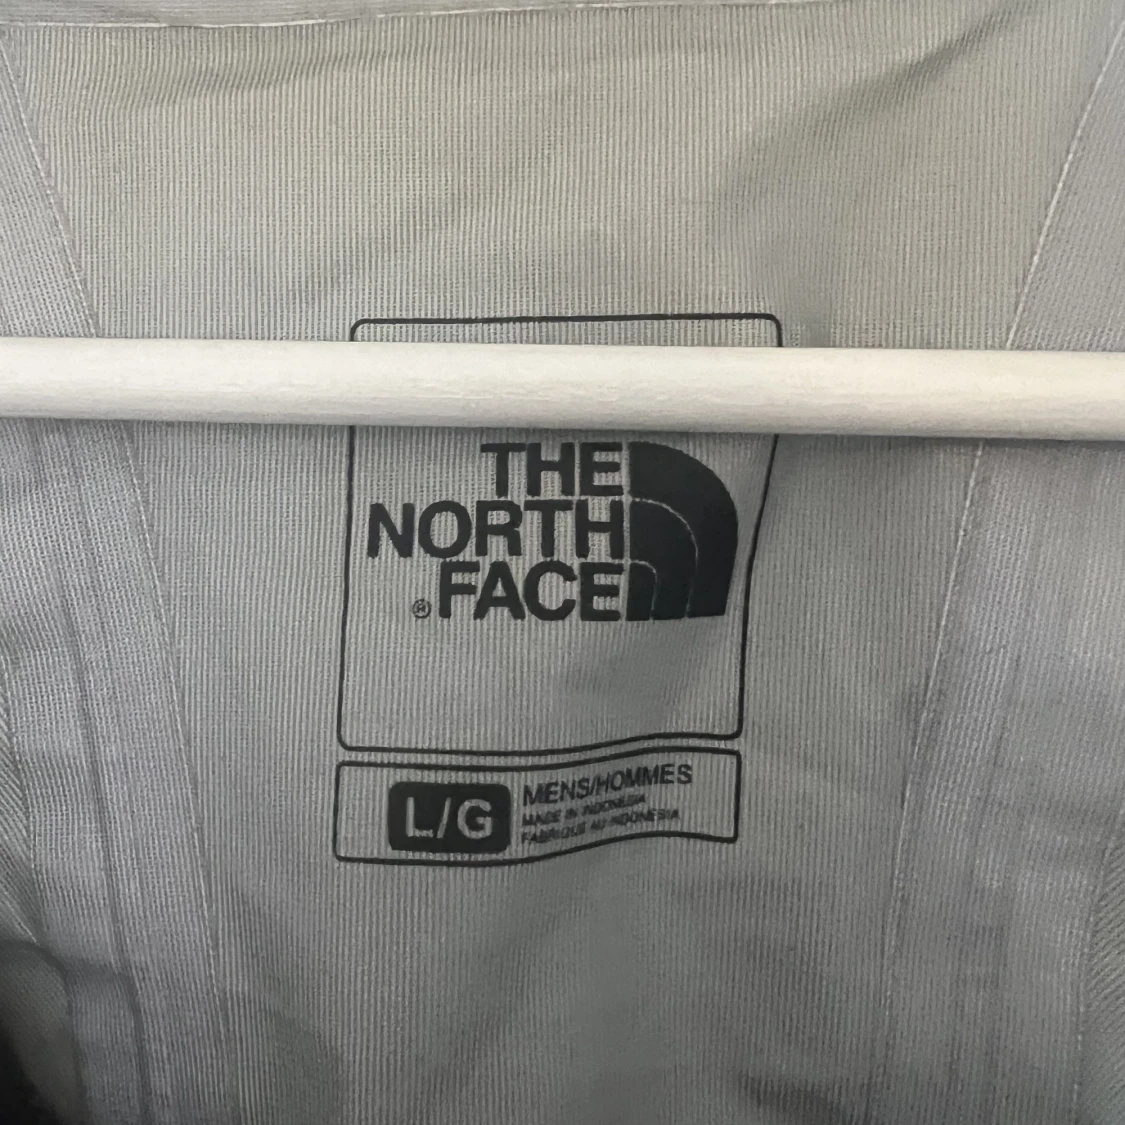 THE
NORTH
FACE
®
L/G
MENS/HOMMES
MADE IN INDONESIA
FABRIQUE AU INDONESIA